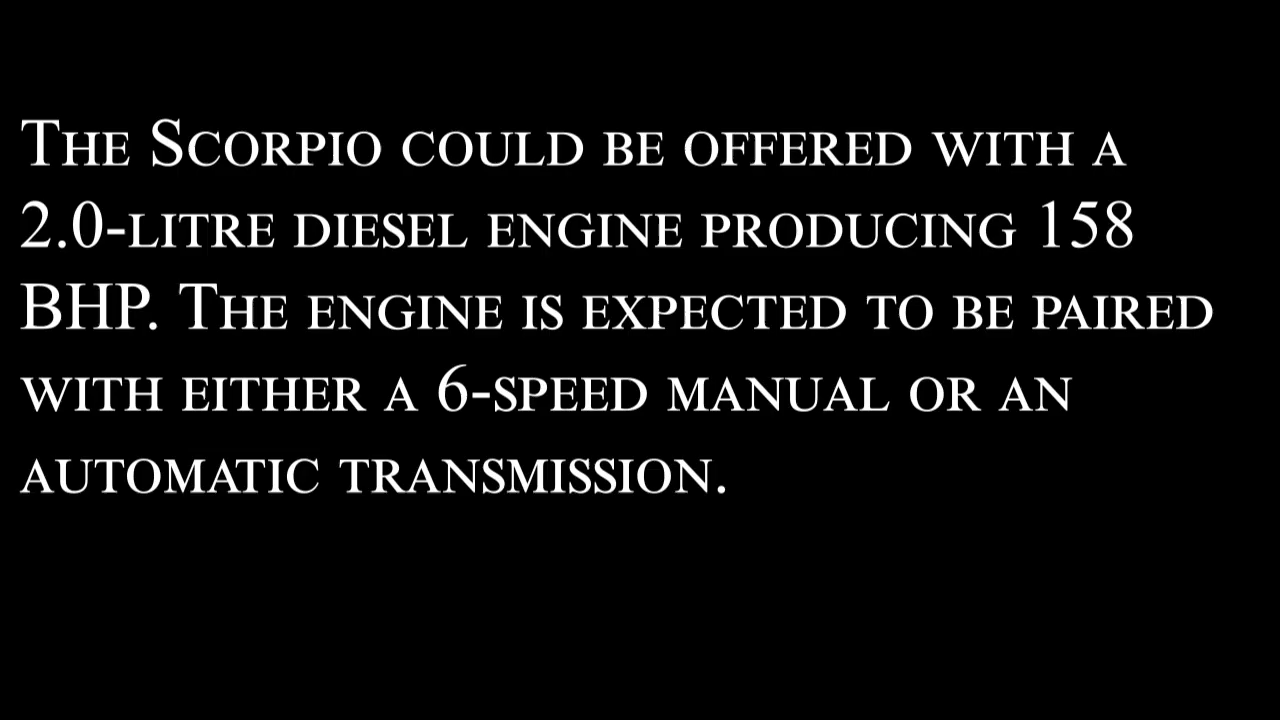 The Scorpio could be offered with a
2.0-litre diesel engine producing 158
BHP. The engine is expected to be paired
with either a 6-speed manual or an
automatic transmission.